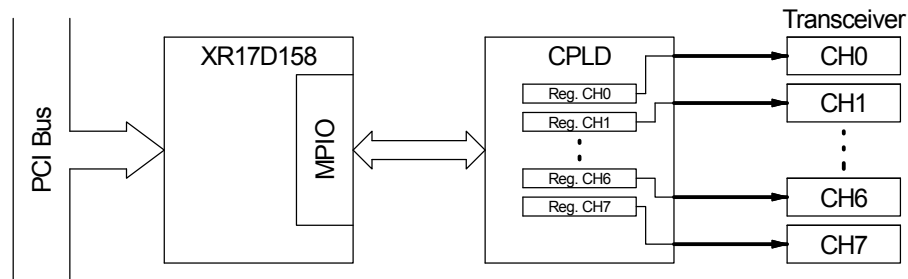 Transceiver
XR17D158
CPLD
CH0
Reg. CH0
CH1
Reg. CH1
PCI Bus
MPIO
Reg. CH6
CH6
Reg. CH7
CH7